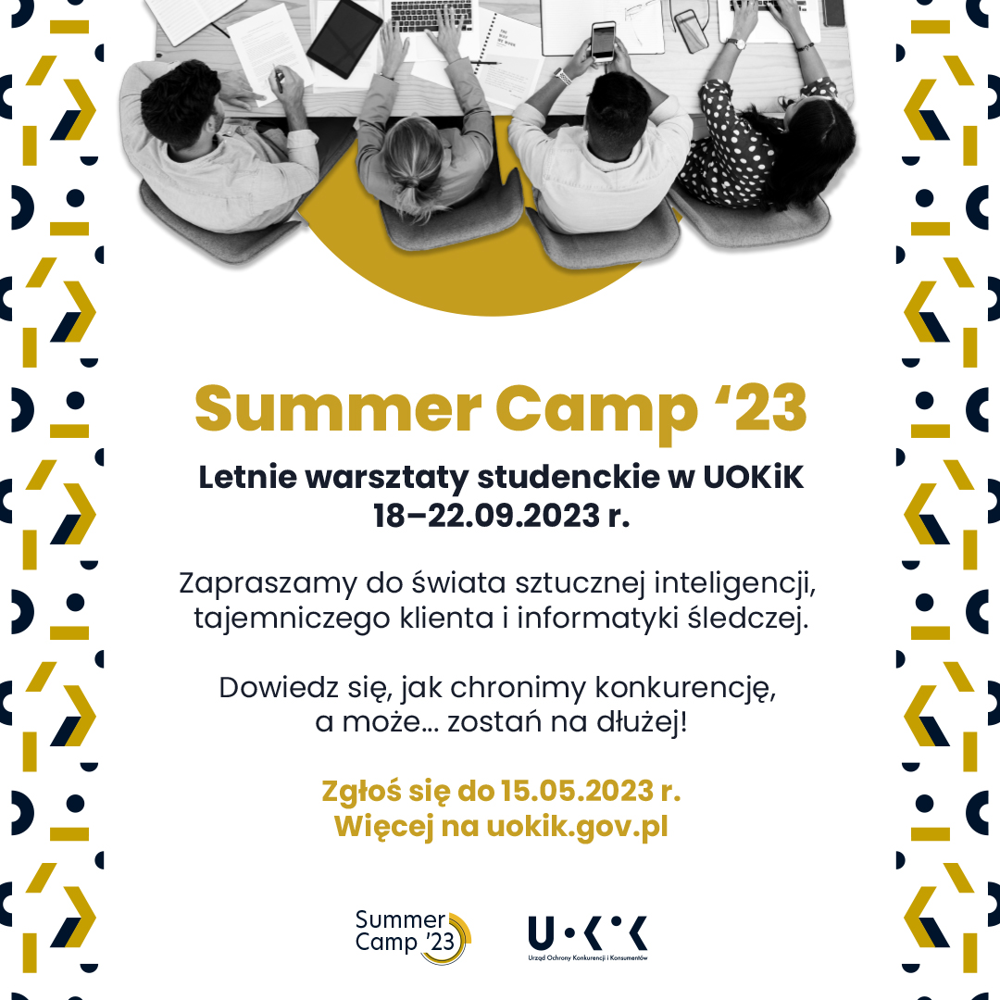 Summer Camp ‘23
Letnie warsztaty studenckie w UOKiK
18–22.09.2023 r.
Zapraszamy do świata sztucznej inteligencji,
tajemniczego klienta i informatyki śledczej.
Dowiedz się, jak chronimy konkurencję,
a może... zostań na dłużej!
Zgłoś się do 15.05.2023 r.
Więcej na uokik.gov.pl
Summer
Camp ’23
UOKiK
Urząd Ochrony Konkurencji i Konsumentów